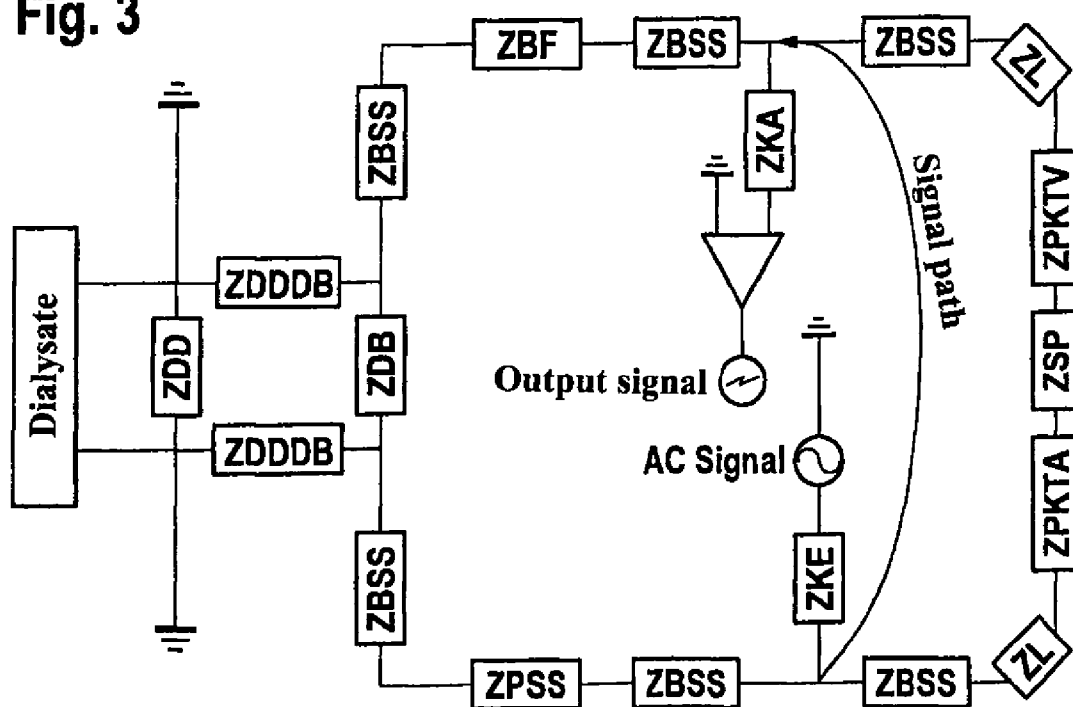 Fig. 3
ZBF
ZBSS
ZBSS
ZL
ZBSS
ZKA
Signal path
ZPKTV
Dialysate
ZDDDB
ZDD
ZDB
ZSP
Output signal
ZDDDB
AC Signal
ZPKTA
ZBSS
ZKE
ZPSS
ZBSS
ZBSS
ZL